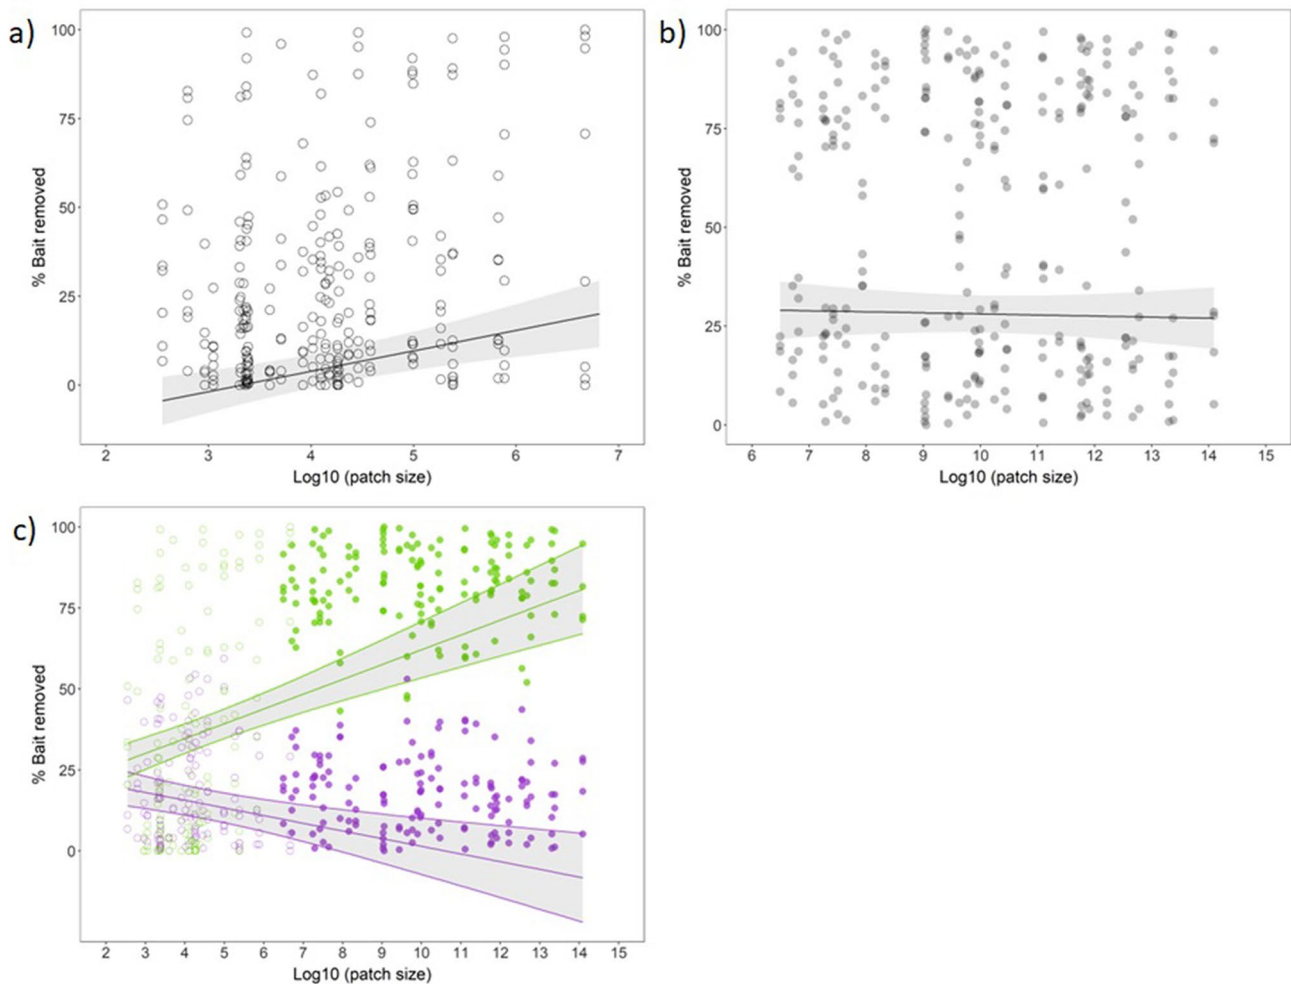 a)
100
75
50
25
0
% Bait removed
2 3 4 5 6 7
Log10 (patch size)
b)
100
75
50
25
0
% Bait removed
6 7 8 9 10 11 12 13 14 15
Log10 (patch size)
c)
100
75
50
25
0
% Bait removed
2 3 4 5 6 7 8 9 10 11 12 13 14 15
Log10 (patch size)